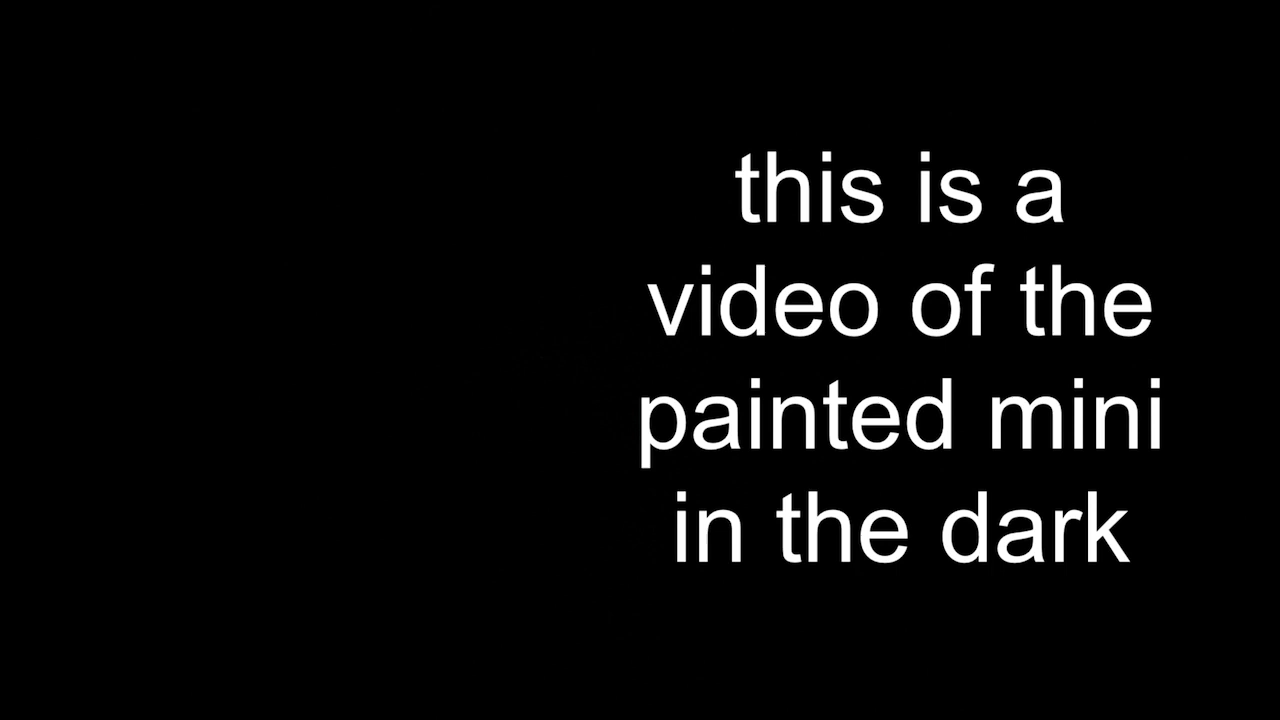 this is a
video of the
painted mini
in the dark